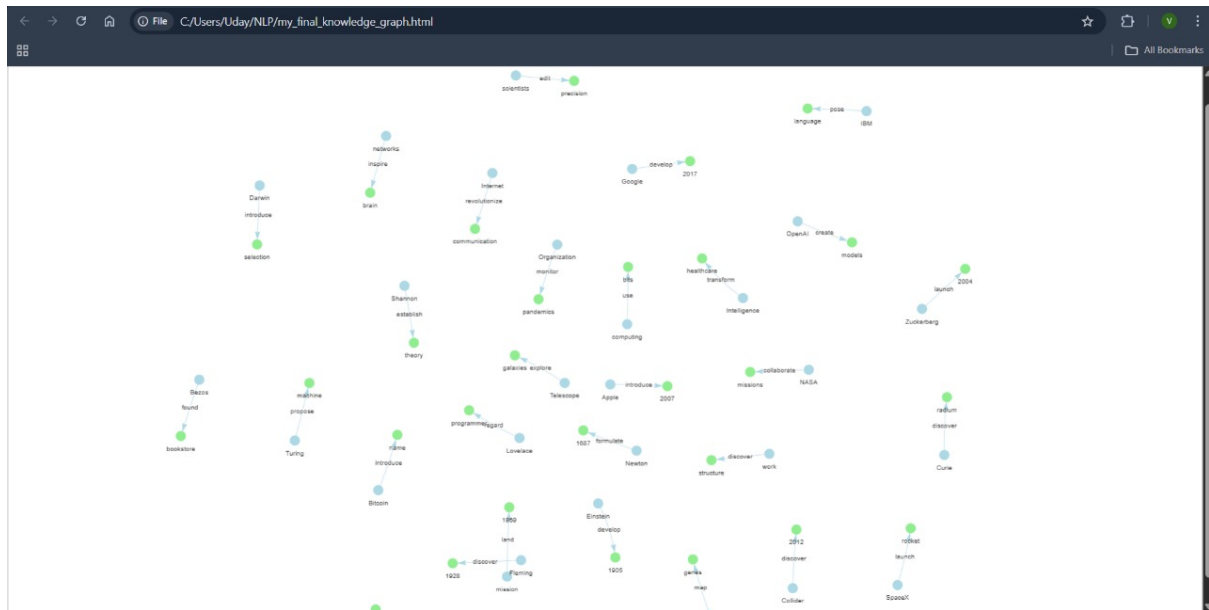 File C:/Users/Uday/NLP/my_final_knowledge_graph.html
V
All Bookmarks
scientists edit precision
language pose IBM
networks
inspire
brain
Google develop 2017
Internet
revolutionize
communication
Darwin
introduce
selection
OpenAI create models
Organization
monitor
pandemics
healthcare
transform
Intelligence
bits
use
computing
2004
launch
Zuckerberg
Shannon
establish
theory
galaxies explore
Telescope
missions collaborate NASA
Apple introduce 2007
Bezos
found
bookstore
machine
propose
Turing
radium
discover
Curie
programmer regard
Lovelace
1687 formulate
Newton
name
introduce
Bitcoin
structure discover work
Einstein
develop
1905
1969
land
mission
1928 discover Fleming
2012
discover
Collider
rocket
launch
SpaceX
genes
map